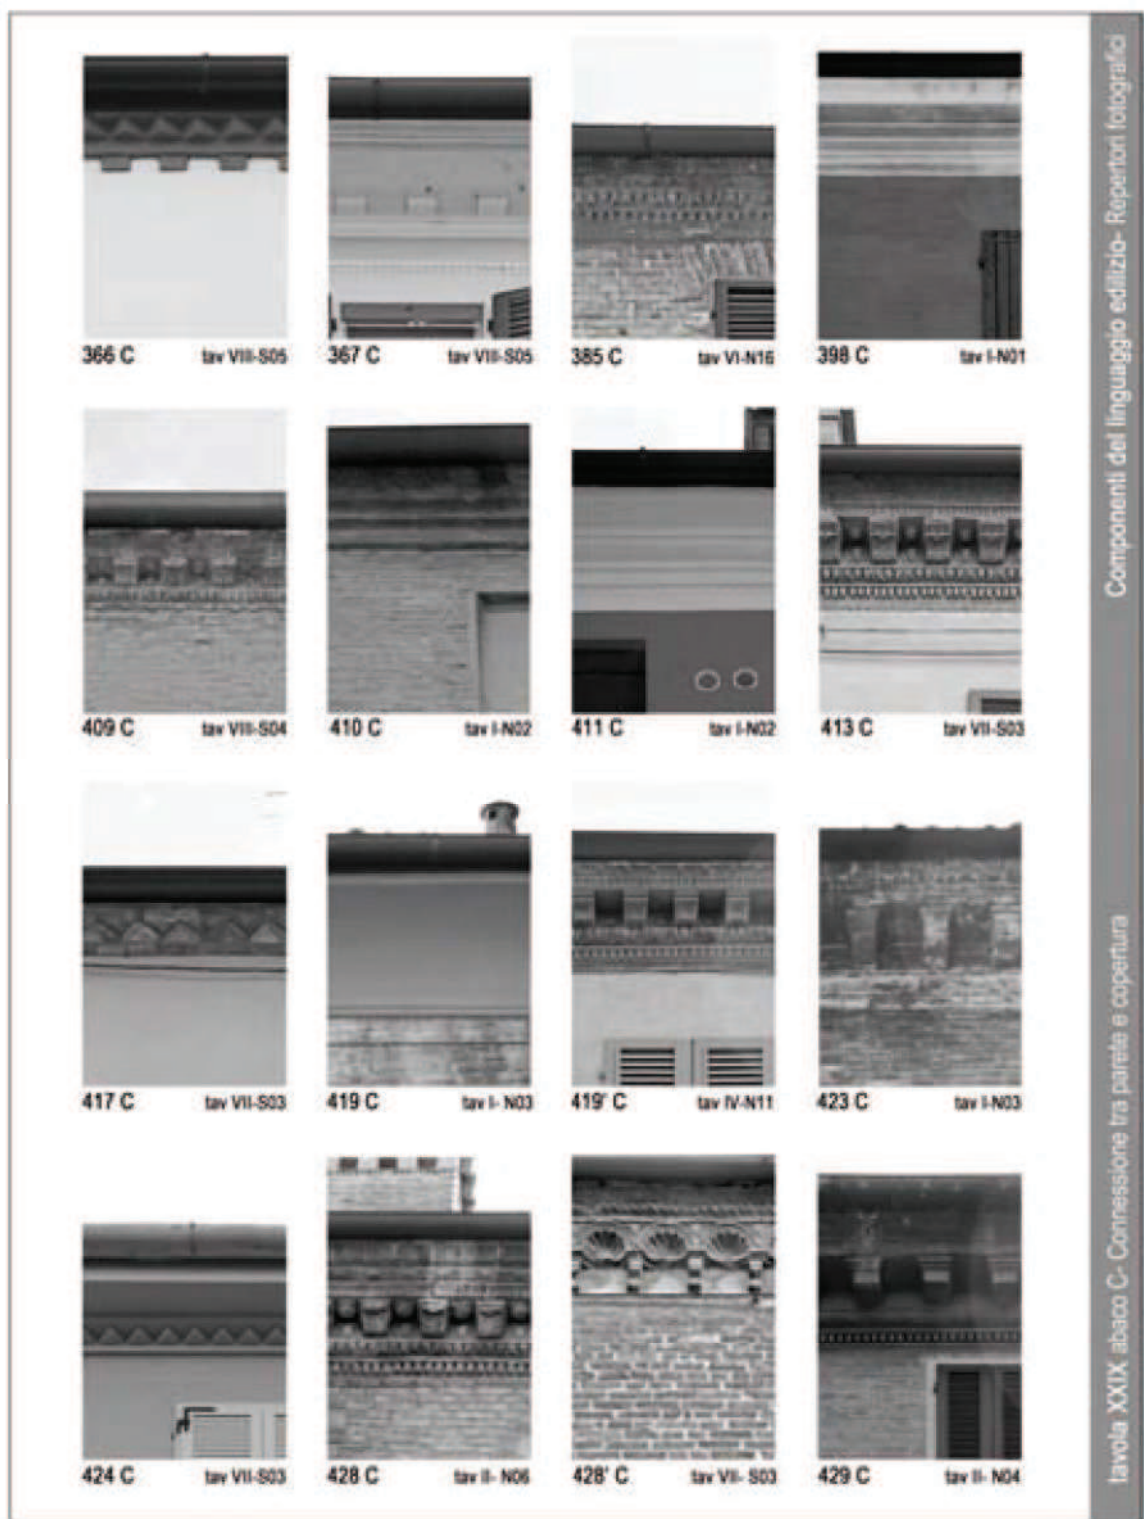 366 C tav VIII-S05
367 C tav VIII-S05
385 C tav VI-N16
398 C tav I-N01
409 C tav VIII-S04
410 C tav I-N02
411 C tav I-N02
413 C tav VII-S03
417 C tav VII-S03
419 C tav I- N03
419' C tav IV-N11
423 C tav I-N03
424 C tav VII-S03
428 C tav II- N06
428' C tav VII- S03
429 C tav II- N04
tavola XXIX abaco C- Connessione tra parete e copertura
Componenti del linguaggio edilizio- Repertori fotografici